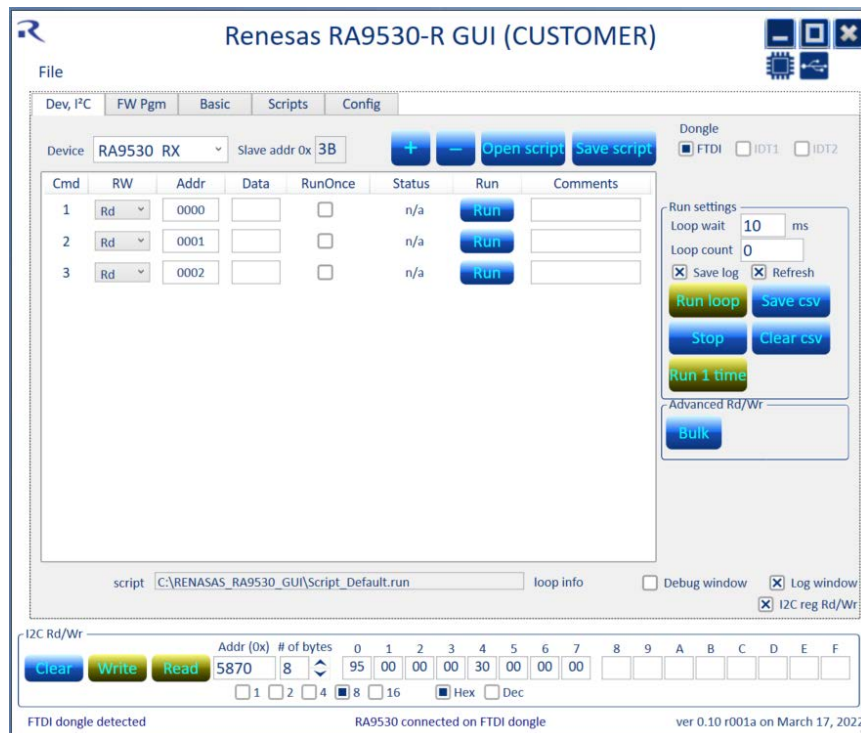 Renesas RA9530-R GUI (CUSTOMER)
File
Dev, I²C FW Pgm Basic Scripts Config
Device RA9530 RX Slave addr 0x 3B + − Open script Save script
Dongle
FTDI IDT1 IDT2
Cmd RW Addr Data RunOnce Status Run Comments
1 Rd 0000 n/a Run
2 Rd 0001 n/a Run
3 Rd 0002 n/a Run
Run settings
Loop wait 10 ms
Loop count 0
Save log Refresh
Run loop Save csv
Stop Clear csv
Run 1 time
Advanced Rd/Wr
Bulk
script C:\RENASAS_RA9530_GUI\Script_Default.run loop info Debug window Log window
I2C reg Rd/Wr
I2C Rd/Wr
Addr (0x) # of bytes 0 1 2 3 4 5 6 7 8 9 A B C D E F
Clear Write Read 5870 8 95 00 00 00 30 00 00 00
1 2 4 8 16 Hex Dec
FTDI dongle detected RA9530 connected on FTDI dongle ver 0.10 r001a on March 17, 2022